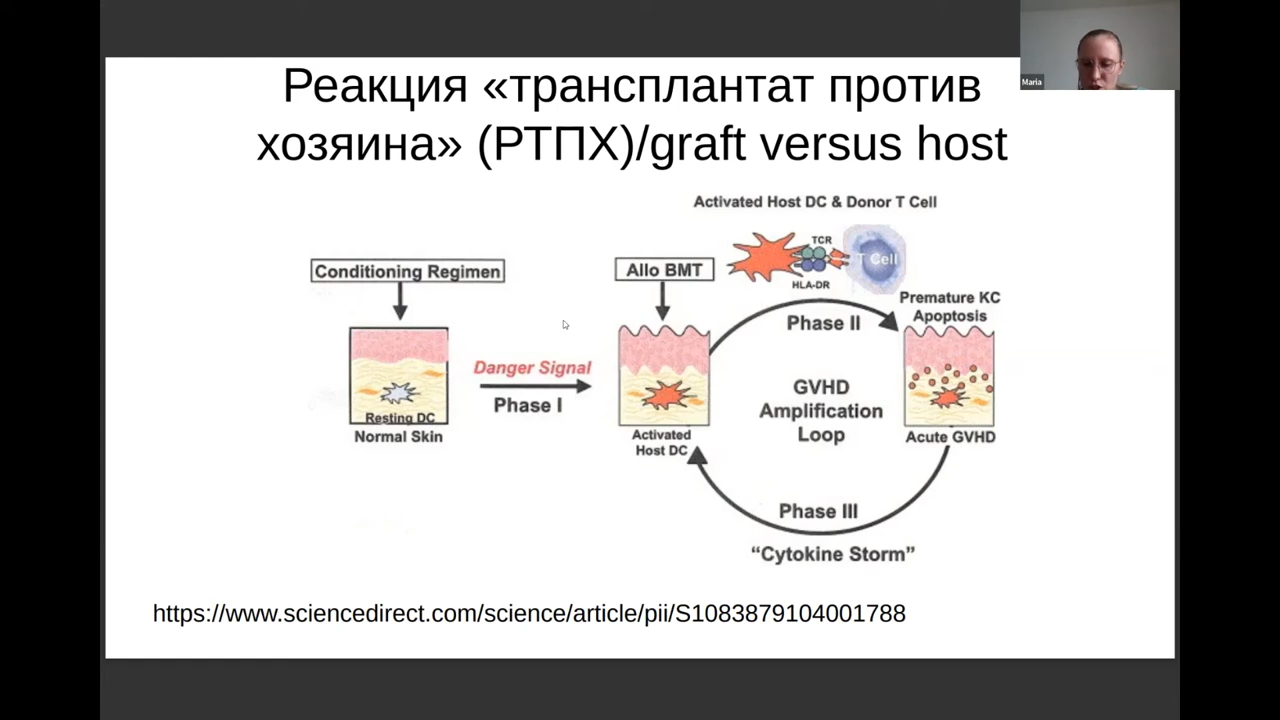 Maria
Реакция «трансплантат против
хозяина» (РТПХ)/graft versus host
Activated Host DC & Donor T Cell
TCR
T Cell
HLA-DR
Conditioning Regimen
Allo BMT
Premature KC
Apoptosis
Phase II
Danger Signal
Phase I
GVHD
Amplification
Loop
Resting DC
Normal Skin
Activated
Host DC
Acute GVHD
Phase III
“Cytokine Storm”
https://www.sciencedirect.com/science/article/pii/S1083879104001788